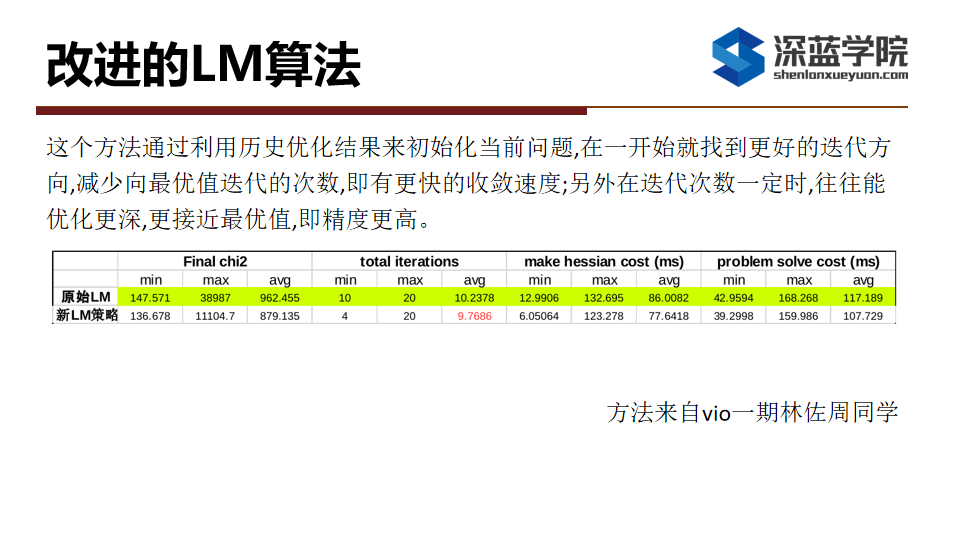 改进的LM算法
深蓝学院
shenlanxueyuan.com
这个方法通过利用历史优化结果来初始化当前问题,在一开始就找到更好的迭代方
向,减少向最优值迭代的次数,即有更快的收敛速度;另外在迭代次数一定时,往往能
优化更深,更接近最优值,即精度更高。
Final chi2 total iterations make hessian cost (ms) problem solve cost (ms)
min max avg min max avg min max avg min max avg
原始LM 147.571 38987 962.455 10 20 10.2378 12.9906 132.695 86.0082 42.9594 168.268 117.189
新LM策略 136.678 11104.7 879.135 4 20 9.7686 6.05064 123.278 77.6418 39.2998 159.986 107.729
方法来自vio一期林佐周同学